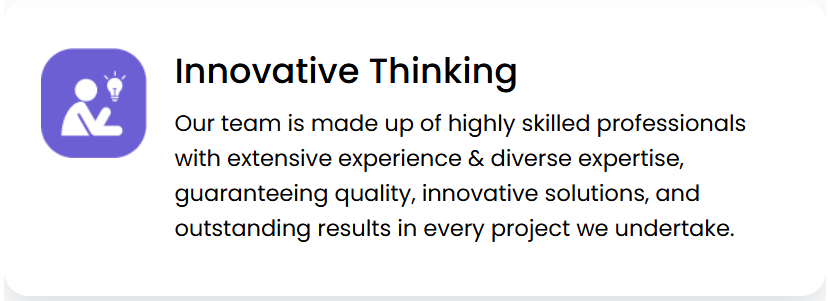 Innovative Thinking
Our team is made up of highly skilled professionals
with extensive experience & diverse expertise,
guaranteeing quality, innovative solutions, and
outstanding results in every project we undertake.